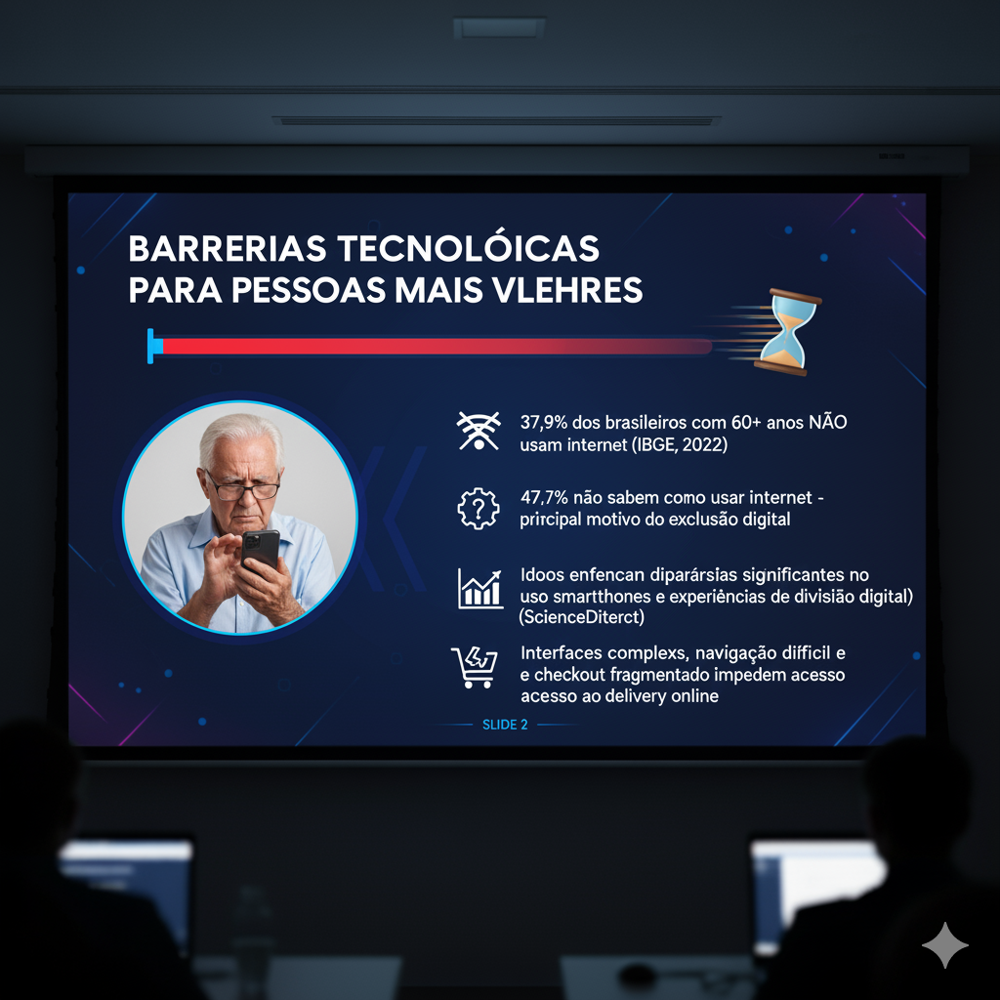 BARRERIAS TECNOLÓICAS
PARA PESSOAS MAIS VLEHRES
37,9% dos brasileiros com 60+ anos NÃO
usam internet (IBGE, 2022)
47,7% não sabem como usar internet -
principal motivo do exclusão digital
Idoos enfencan diparársias significantes no
uso smartthones e experiências de divisião digital)
(ScienceDiterct)
Interfaces complexs, navigação difícil e
e checkout fragmentado impedem acesso
acesso ao delivery online
SLIDE 2